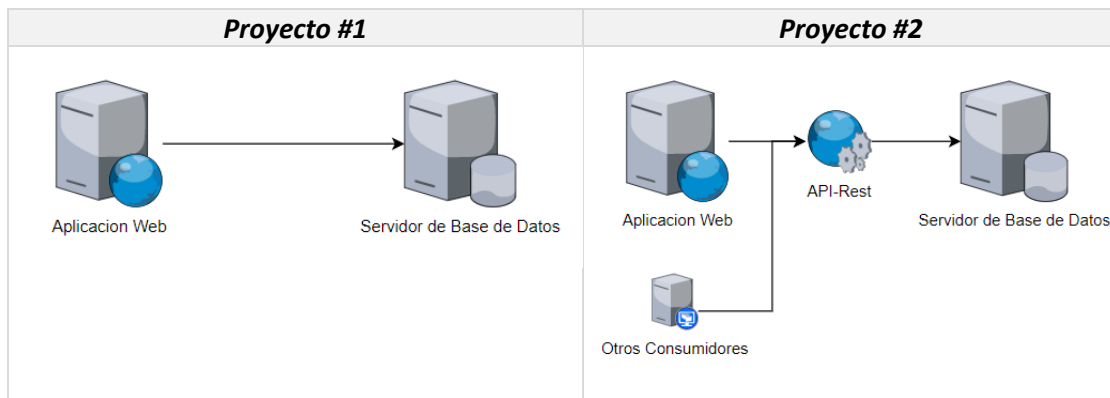 Proyecto #1
Proyecto #2
Aplicacion Web
Servidor de Base de Datos
Aplicacion Web
API-Rest
Servidor de Base de Datos
Otros Consumidores